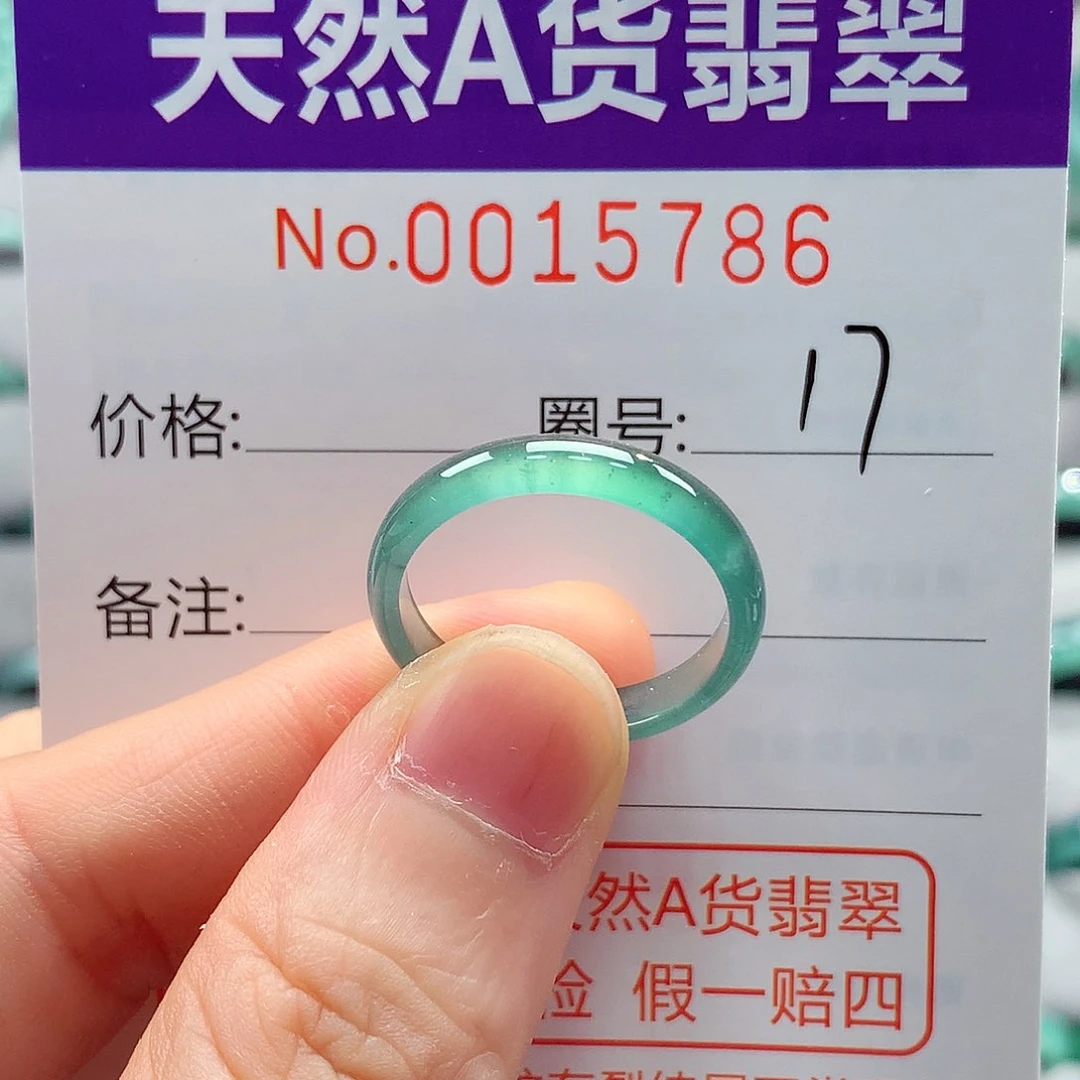 天然A货翡翠
No.0015786
价格: 圈号: 17
备注:
然A货翡翠
假一赔四